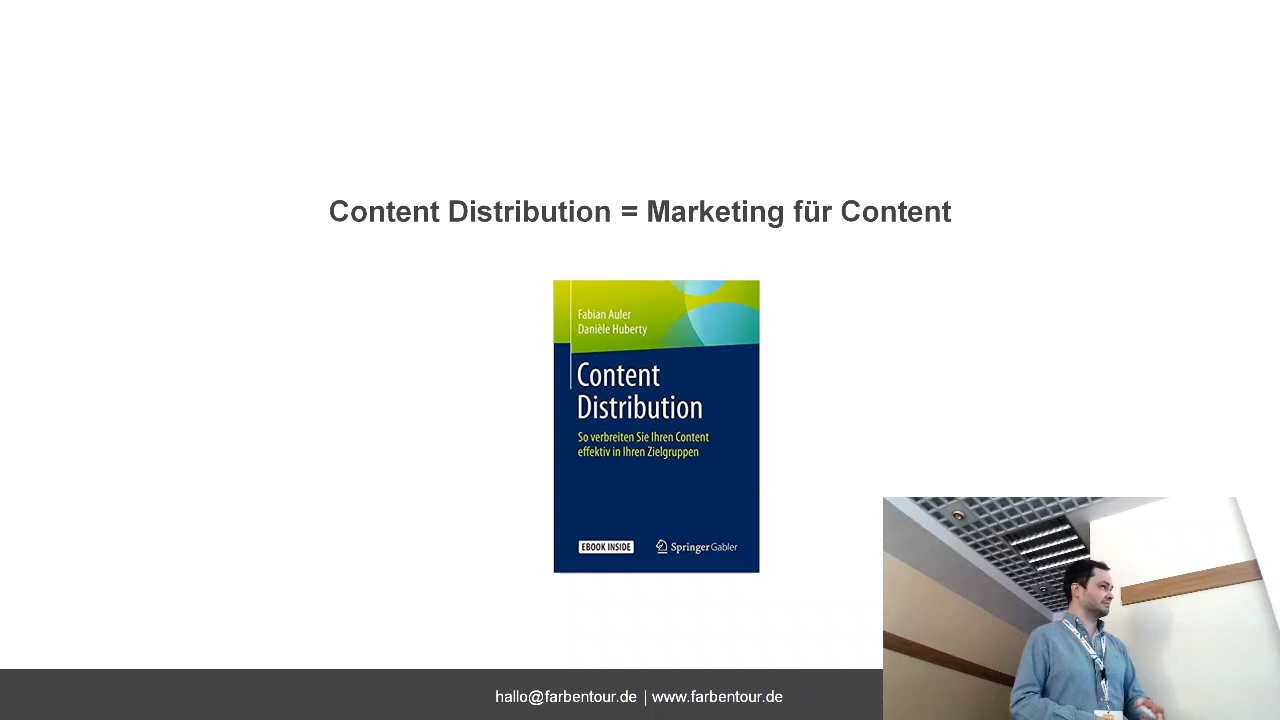 Content Distribution = Marketing für Content
Fabian Auler
Danièle Huberty
Content
Distribution
So verbreiten Sie Ihren Content
effektiv in Ihren Zielgruppen
EBOOK INSIDE
Springer Gabler
hallo@farbentour.de | www.farbentour.de